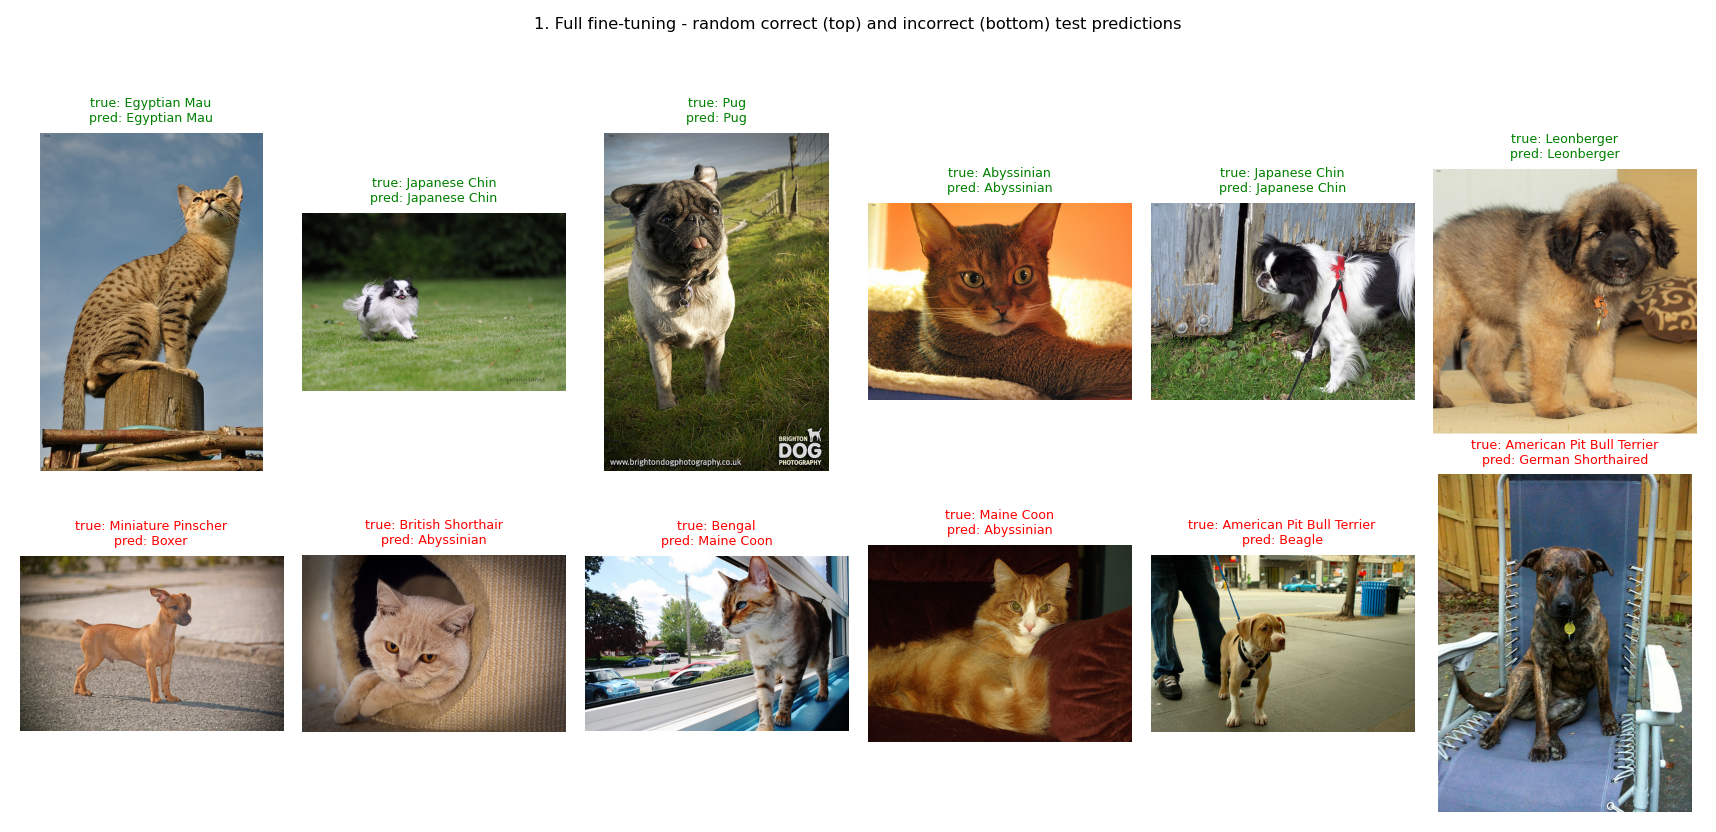 1. Full fine-tuning - random correct (top) and incorrect (bottom) test predictions
true: Egyptian Mau
pred: Egyptian Mau
true: Japanese Chin
pred: Japanese Chin
true: Pug
pred: Pug
true: Abyssinian
pred: Abyssinian
true: Japanese Chin
pred: Japanese Chin
true: Leonberger
pred: Leonberger
www.brightondogphotography.co.uk
BRIGHTON
DOG
PHOTOGRAPHY
true: Miniature Pinscher
pred: Boxer
true: British Shorthair
pred: Abyssinian
true: Bengal
pred: Maine Coon
true: Maine Coon
pred: Abyssinian
true: American Pit Bull Terrier
pred: Beagle
true: American Pit Bull Terrier
pred: German Shorthaired